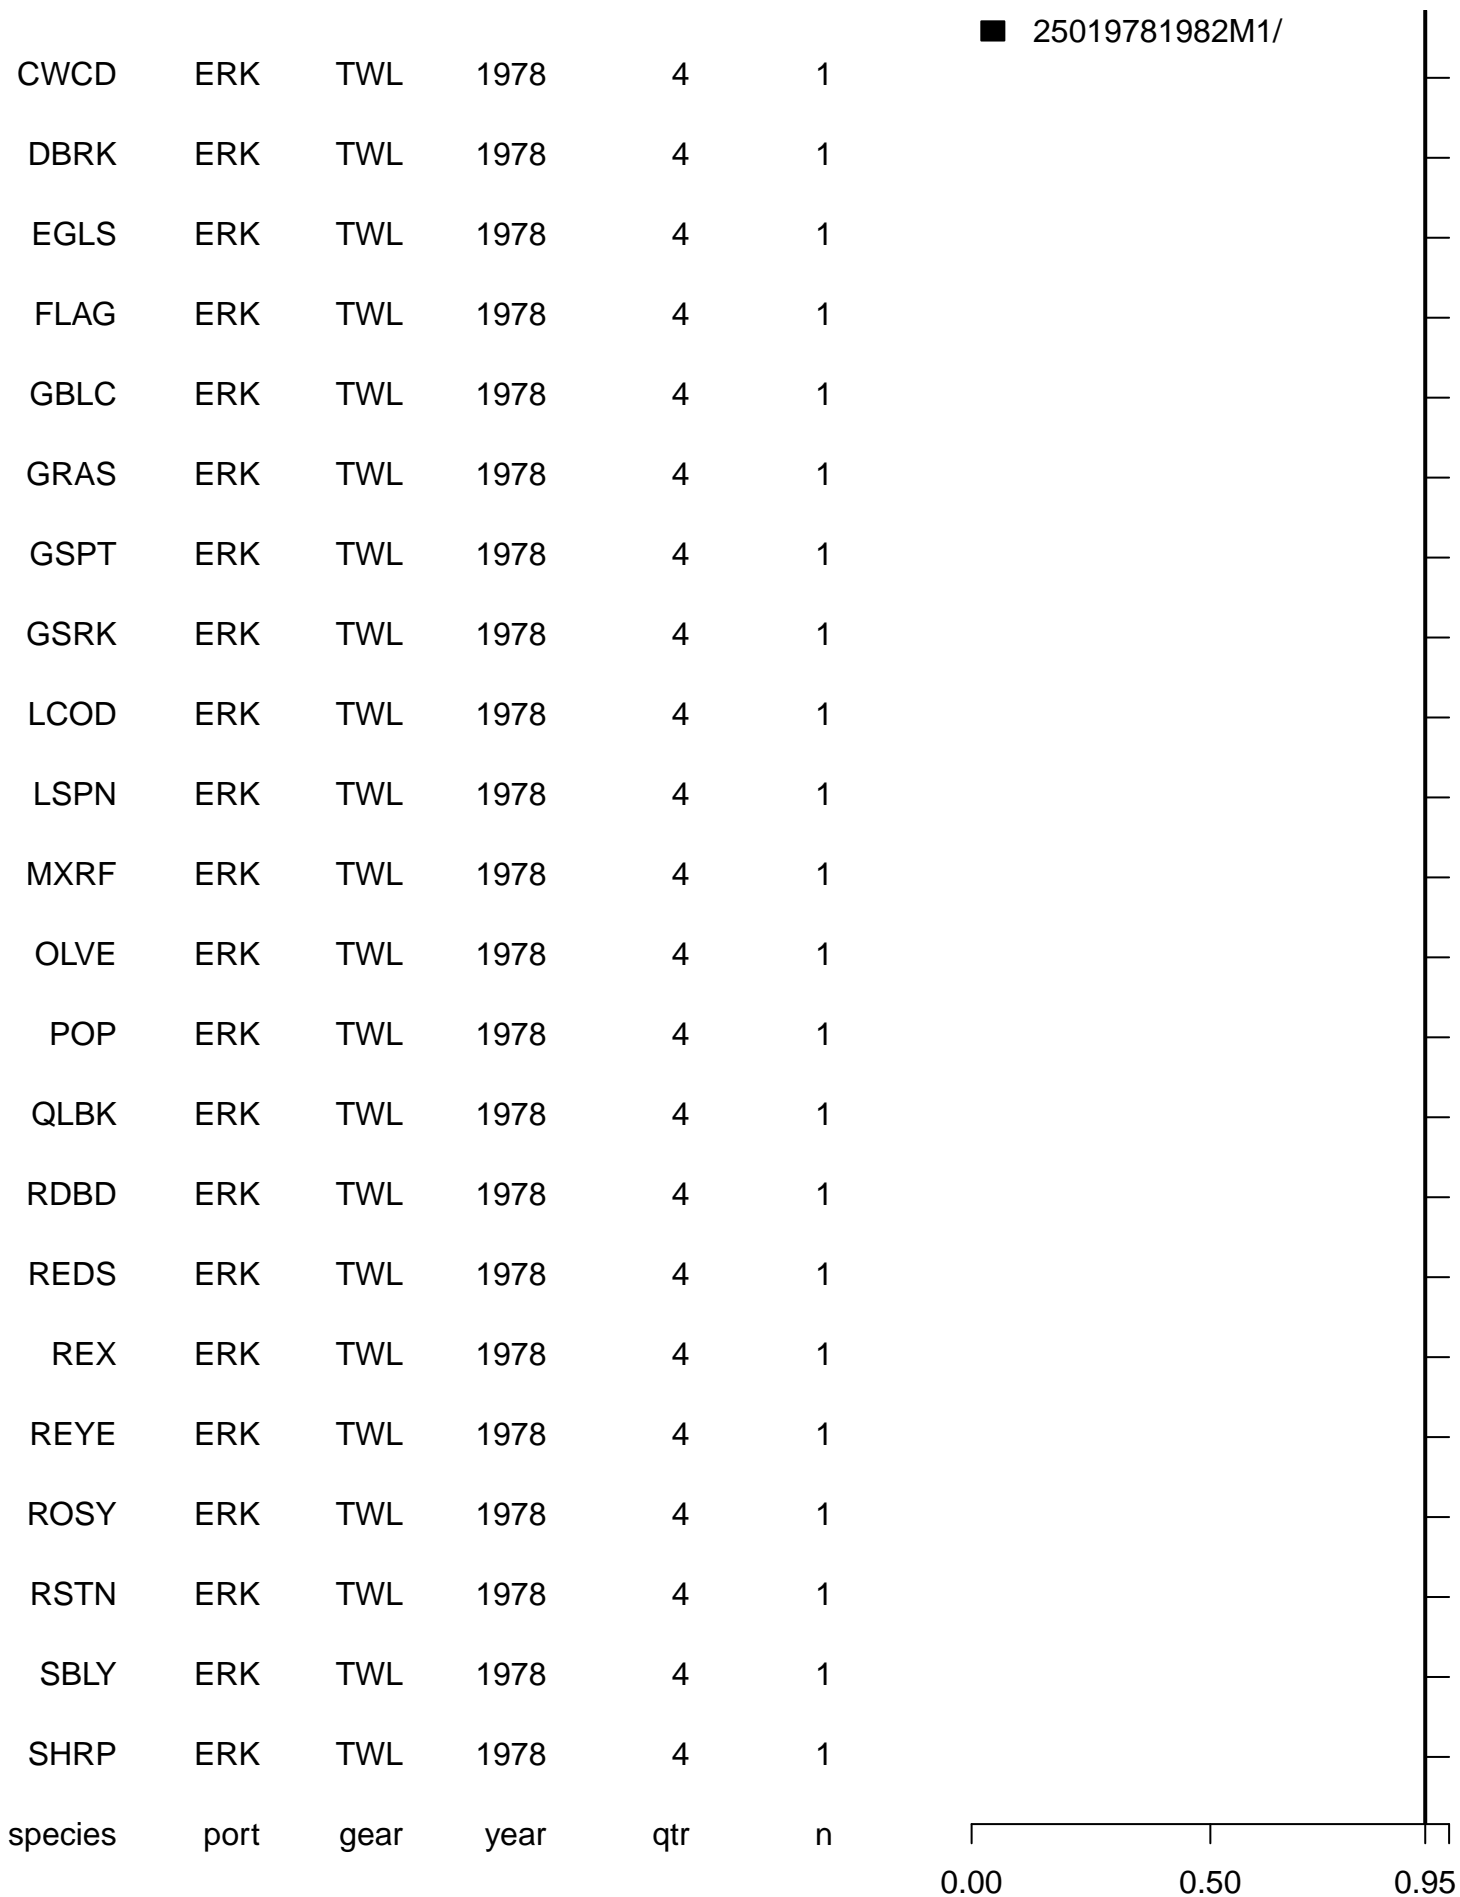 25019781982M1/
CWCD ERK TWL 1978 4 1
DBRK ERK TWL 1978 4 1
EGLS ERK TWL 1978 4 1
FLAG ERK TWL 1978 4 1
GBLC ERK TWL 1978 4 1
GRAS ERK TWL 1978 4 1
GSPT ERK TWL 1978 4 1
GSRK ERK TWL 1978 4 1
LCOD ERK TWL 1978 4 1
LSPN ERK TWL 1978 4 1
MXRF ERK TWL 1978 4 1
OLVE ERK TWL 1978 4 1
POP ERK TWL 1978 4 1
QLBK ERK TWL 1978 4 1
RDBD ERK TWL 1978 4 1
REDS ERK TWL 1978 4 1
REX ERK TWL 1978 4 1
REYE ERK TWL 1978 4 1
ROSY ERK TWL 1978 4 1
RSTN ERK TWL 1978 4 1
SBLY ERK TWL 1978 4 1
SHRP ERK TWL 1978 4 1
species port gear year qtr n
0.00 0.50 0.95